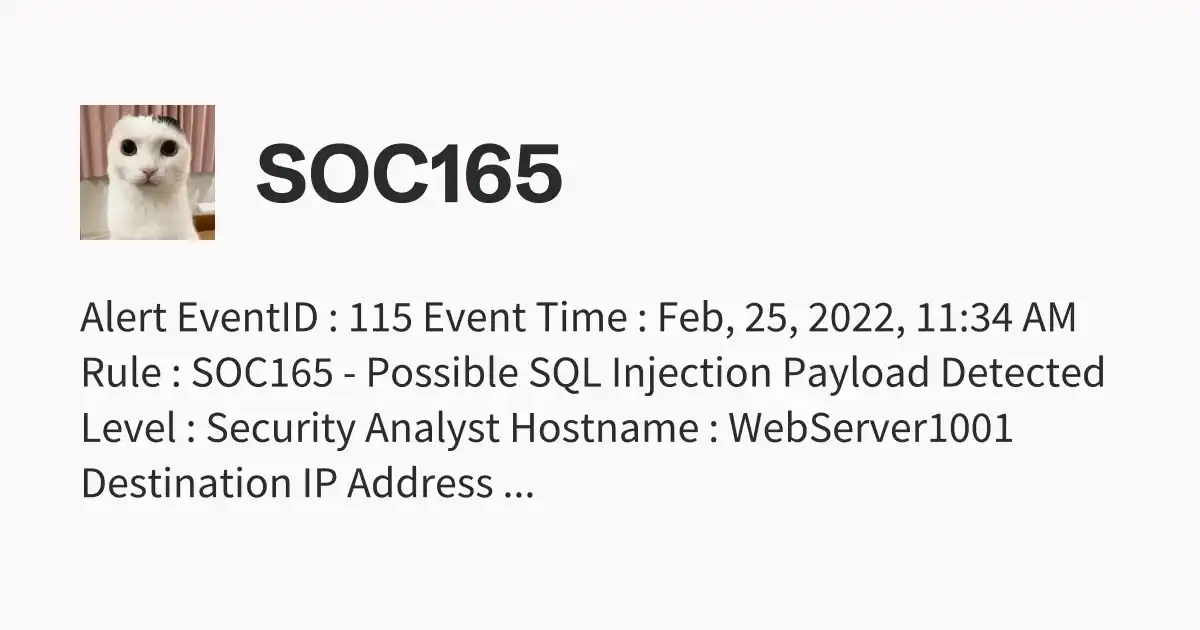 SOC165
Alert EventID : 115 Event Time : Feb, 25, 2022, 11:34 AM
Rule : SOC165 - Possible SQL Injection Payload Detected
Level : Security Analyst Hostname : WebServer1001
Destination IP Address ...